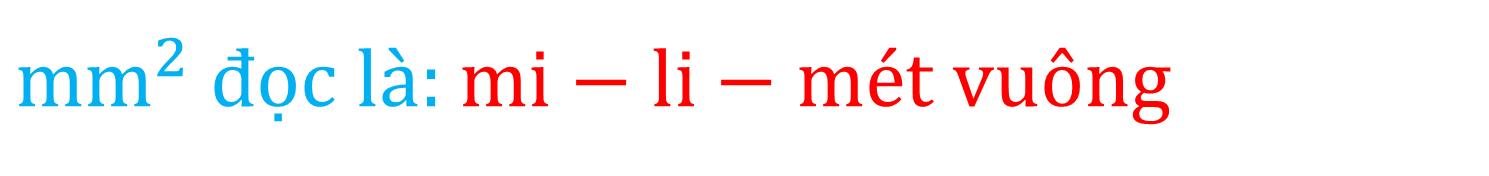 mm² đọc là: mi − li − mét vuông